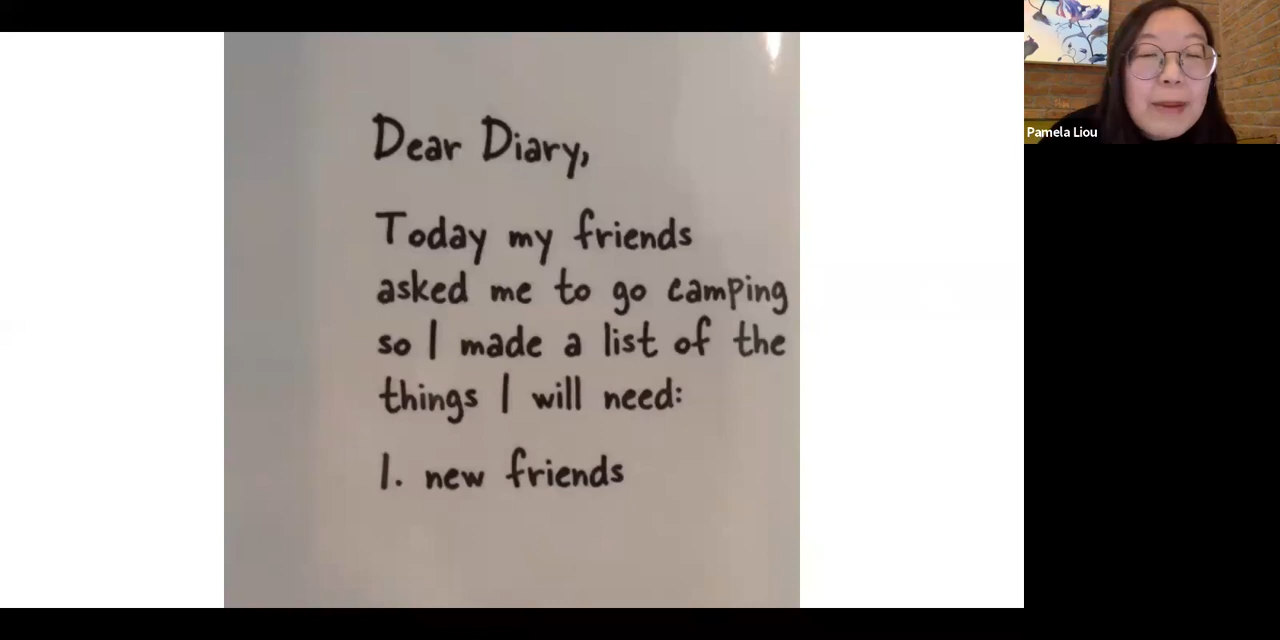 Dear Diary,
Today my friends
asked me to go camping
so I made a list of the
things I will need:
1. new friends
Pamela Liou